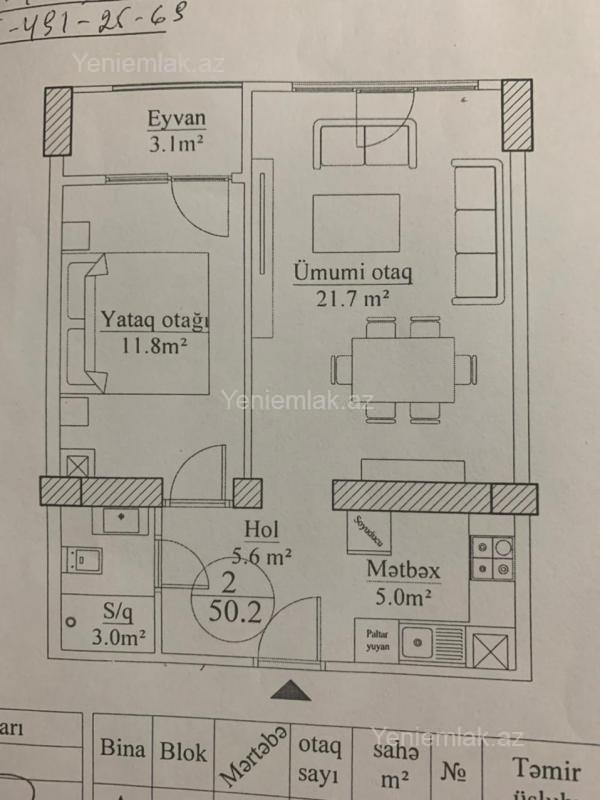 -491-25-69
Yeniemlak.az
Eyvan
3.1m²
Ümumi otaq
21.7 m²
Yataq otağı
11.8m²
Yeniemlak.az
Hol
5.6 m²
Soyuducu
Mətbəx
5.0m²
2
50.2
S/q
3.0m²
Paltar
yuyan
Yeniemlak.az
Bina Blok Mərtəbə otaq sayı sahə m² № Təmir